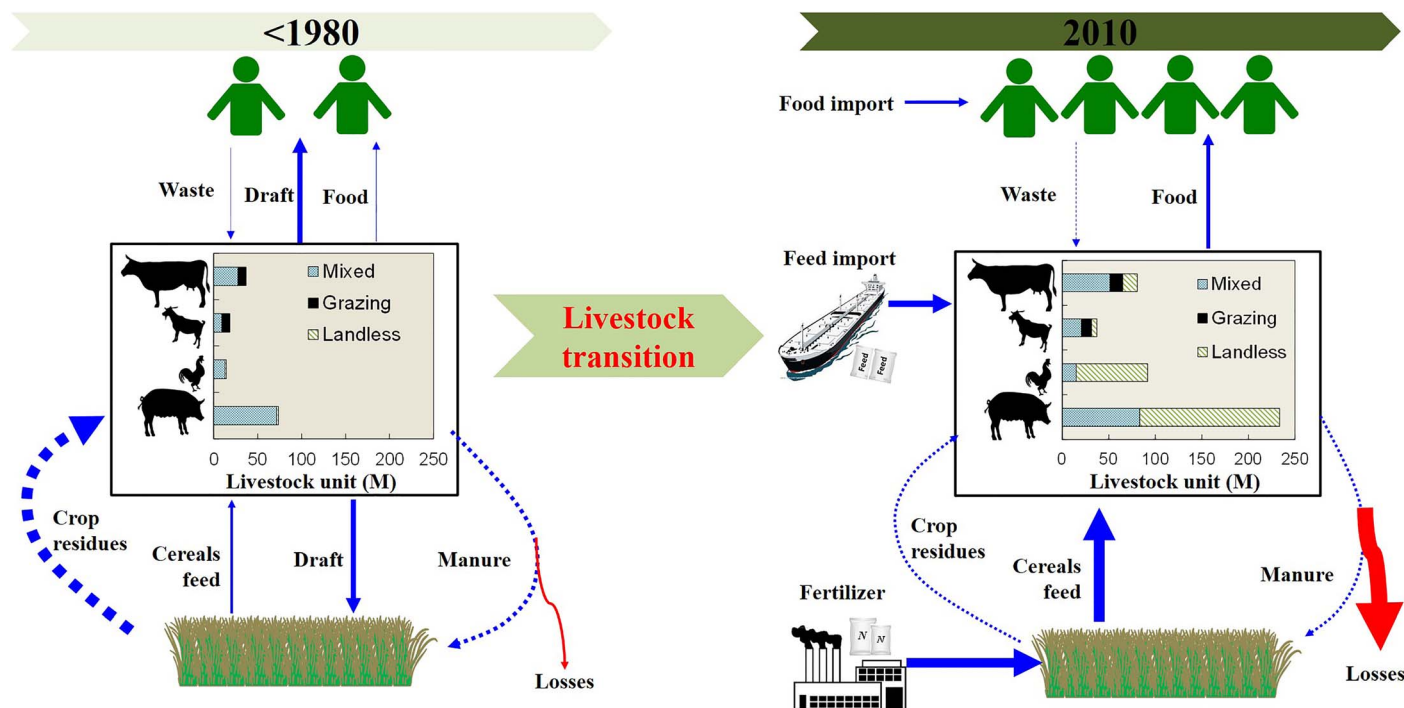 <1980
Waste
Draft
Food
Mixed
Grazing
Landless
0 50 100 150 200 250
Livestock unit (M)
Crop
residues
Cereals
feed
Draft
Manure
Losses
Livestock
transition
2010
Food import
Waste
Food
Feed import
Feed
Feed
Mixed
Grazing
Landless
0 50 100 150 200 250
Livestock unit (M)
Crop
residues
Cereals
feed
Manure
Losses
Fertilizer
N
N